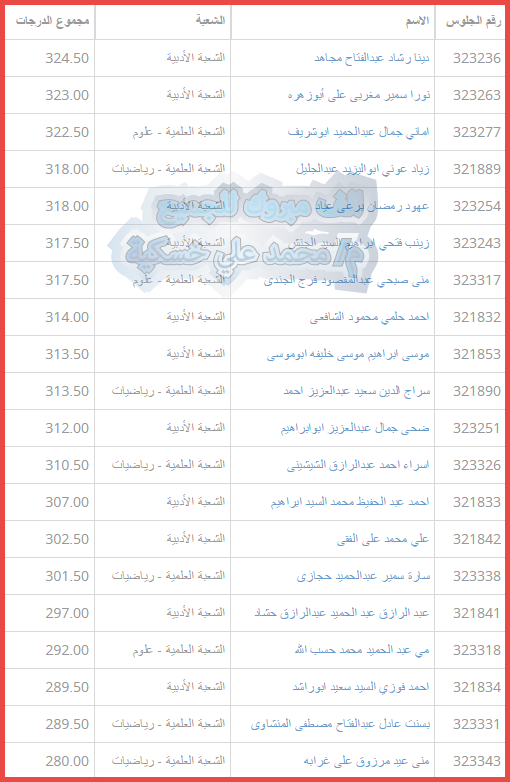 رقم الجلوس الاسم الشعبة مجموع الدرجات
323236 دينا رشاد عبدالفتاح مجاهد الشعبة الأدبية 324.50
323263 نورا سمير مغربى على أبوزهره الشعبة الأدبية 323.00
323277 اماني جمال عبدالحميد ابوشريف الشعبة العلمية - علوم 322.50
321889 زياد عوني ابواليزيد عبدالجليل الشعبة العلمية - رياضيات 318.00
323254 عهود رمضان برعى عياد الشعبة الأدبية 318.00
323243 زينب فتحي ابراهيم السيد الحنش الشعبة الأدبية 317.50
323317 منى صبحي عبدالمقصود فرج الجندى الشعبة العلمية - علوم 317.50
321832 احمد حلمي محمود الشافعى الشعبة الأدبية 314.00
321853 موسى ابراهيم موسى خليفه ابوموسى الشعبة الأدبية 313.50
321890 سراج الدين سعيد عبدالعزيز احمد الشعبة العلمية - رياضيات 313.50
323251 ضحى جمال عبدالعزيز ابوابراهيم الشعبة الأدبية 312.00
323326 اسراء احمد عبدالرازق الشيشينى الشعبة العلمية - رياضيات 310.50
321833 احمد عبد الحفيظ محمد السيد ابراهيم الشعبة الأدبية 307.00
321842 علي محمد على الفقى الشعبة الأدبية 302.50
323338 سارة سمير عبدالحميد حجازى الشعبة العلمية - رياضيات 301.50
321841 عبد الرازق عبد الحميد عبدالرازق حشاد الشعبة الأدبية 297.00
323318 مي عبد الحميد محمد حسب الله الشعبة العلمية - علوم 292.00
321834 احمد فوزي السيد سعيد ابوراشد الشعبة الأدبية 289.50
323331 بسنت عادل عبدالفتاح مصطفى المنشاوى الشعبة العلمية - رياضيات 289.50
323343 منى عيد مرزوق على غرابه الشعبة العلمية - رياضيات 280.00
الف مبروك للجميع
م/ محمد علي خسكية